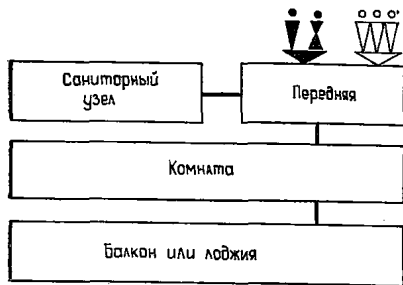 Санитарный
узел
Передняя
Комната
Балкон или лоджия